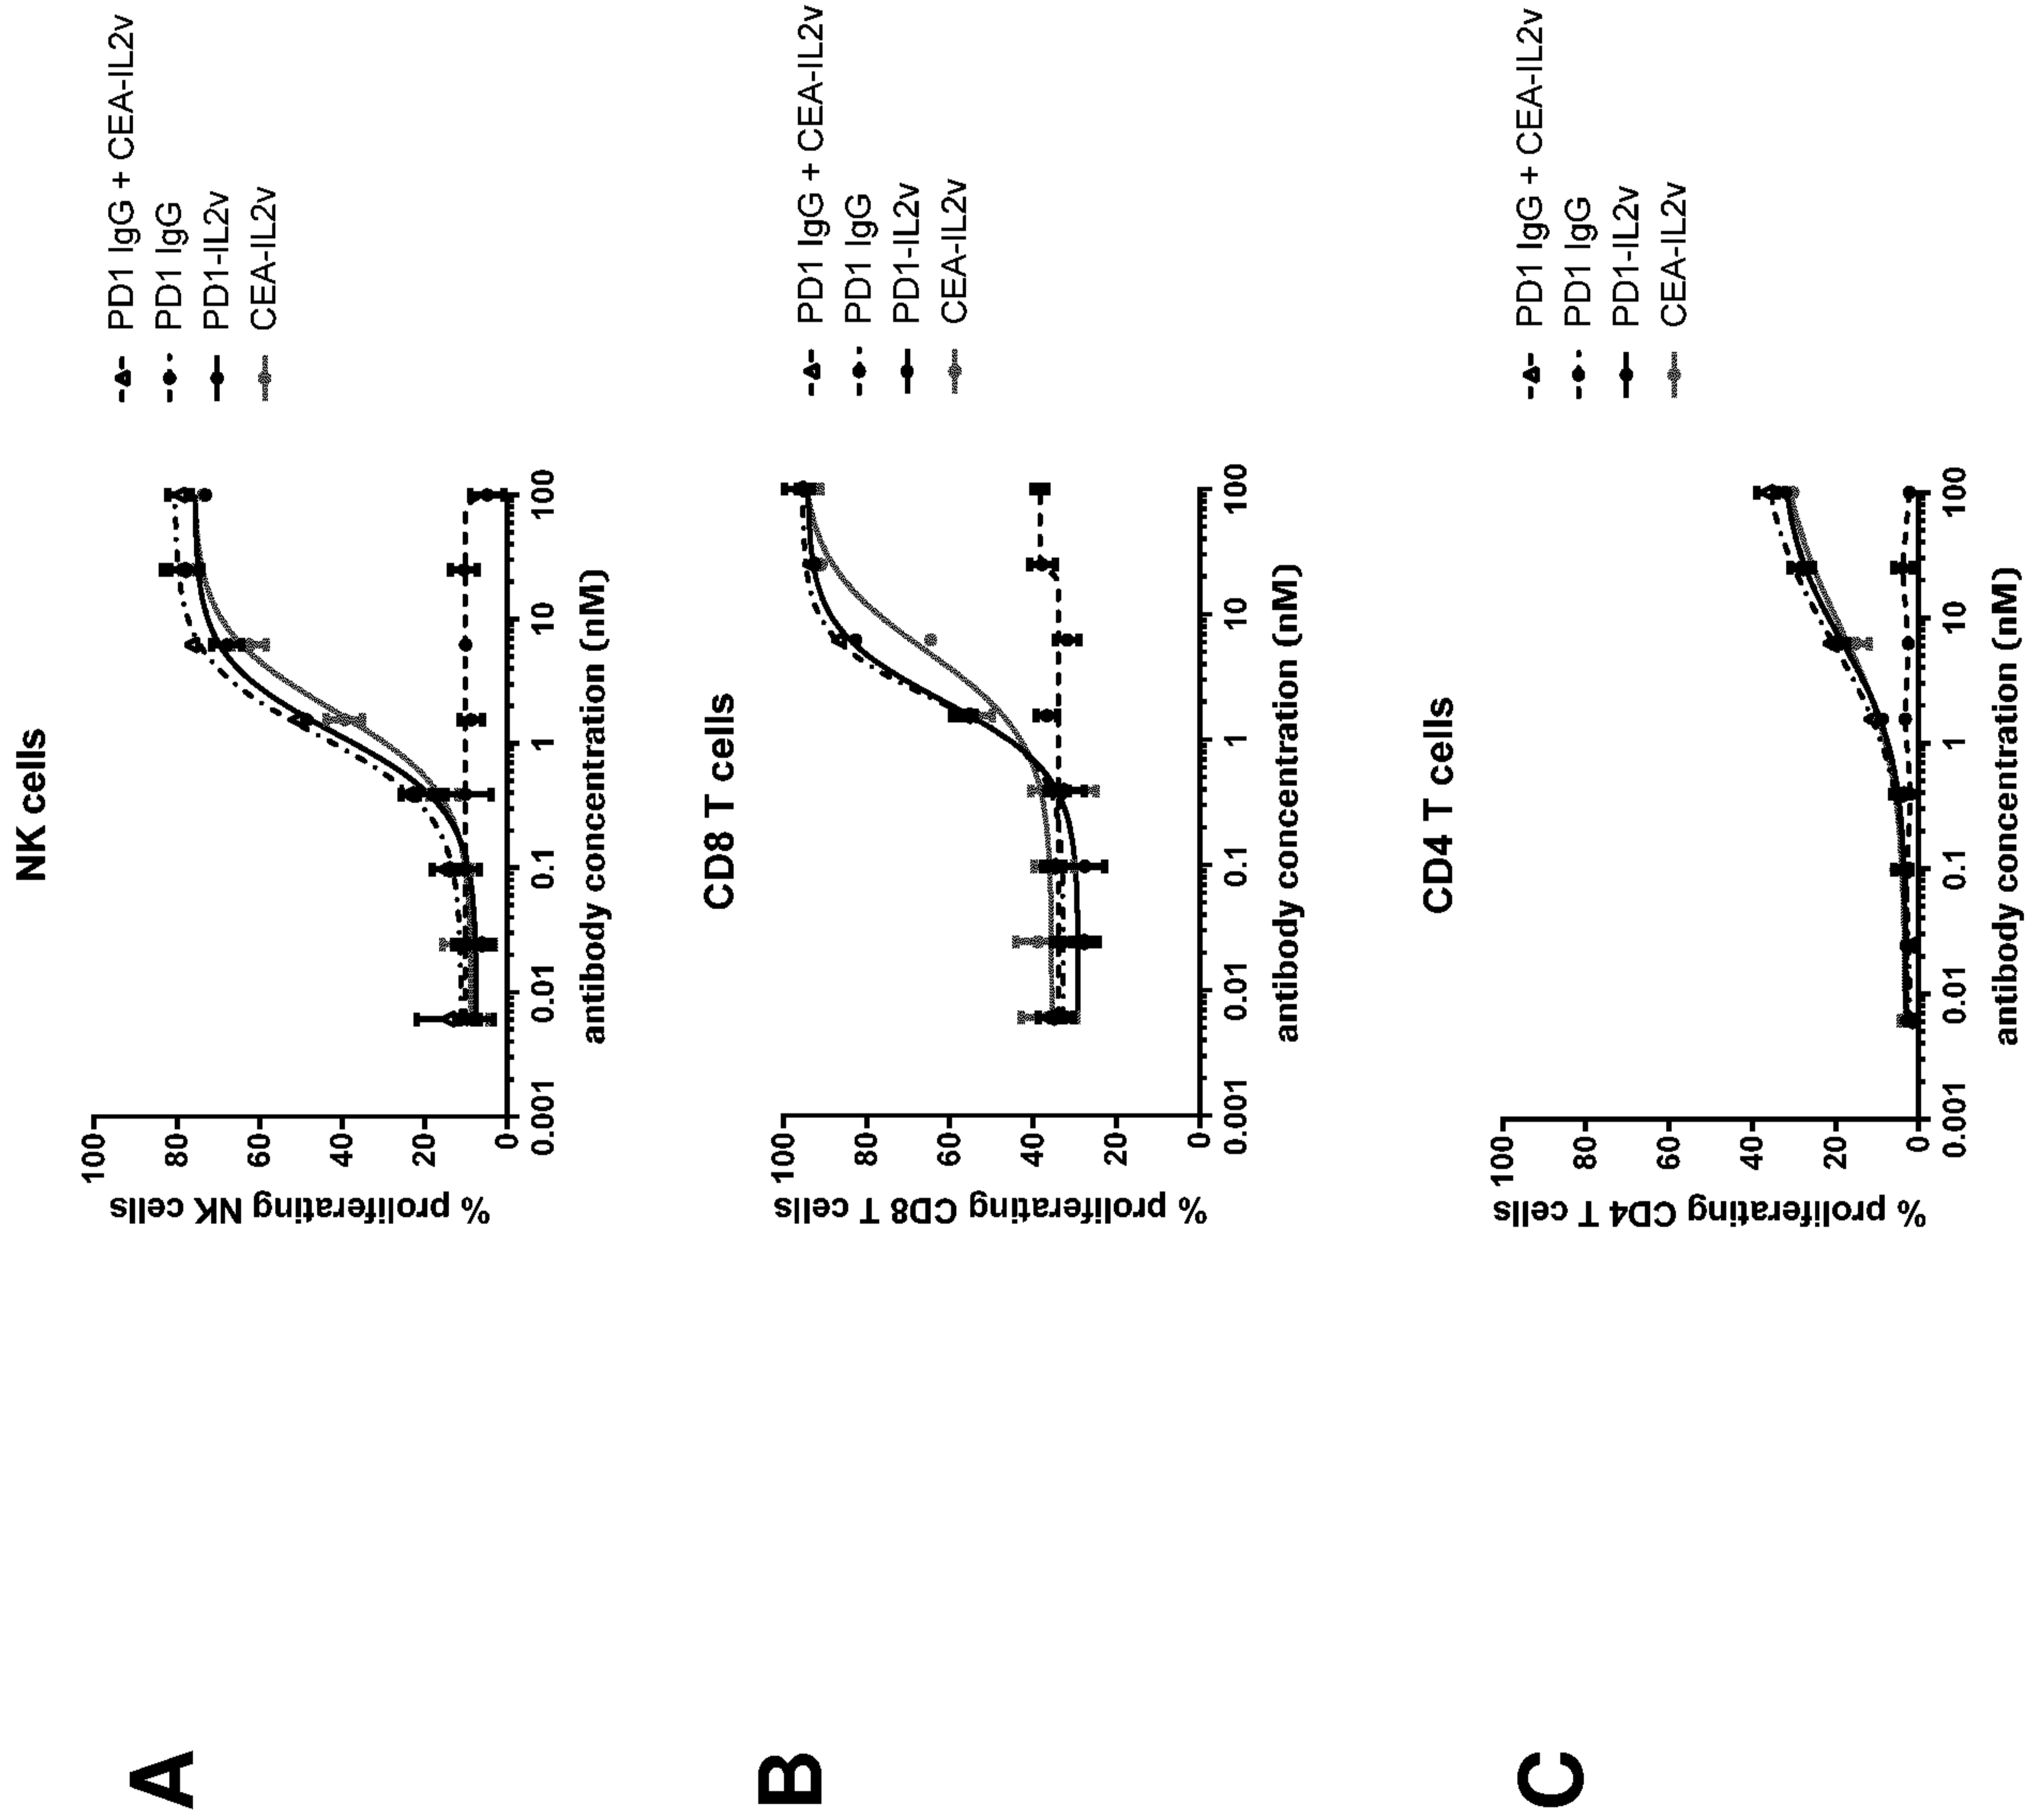 A
NK cells
% proliferating NK cells
100
80
60
40
20
0
0.001
0.01
0.1
1
10
100
antibody concentration (nM)
PD1 IgG + CEA-IL2v
PD1 IgG
PD1-IL2v
CEA-IL2v
B
CD8 T cells
% proliferating CD8 T cells
100
80
60
40
20
0
0.001
0.01
0.1
1
10
100
antibody concentration (nM)
PD1 IgG + CEA-IL2v
PD1 IgG
PD1-IL2v
CEA-IL2v
C
CD4 T cells
% proliferating CD4 T cells
100
80
60
40
20
0
0.001
0.01
0.1
1
10
100
antibody concentration (nM)
PD1 IgG + CEA-IL2v
PD1 IgG
PD1-IL2v
CEA-IL2v